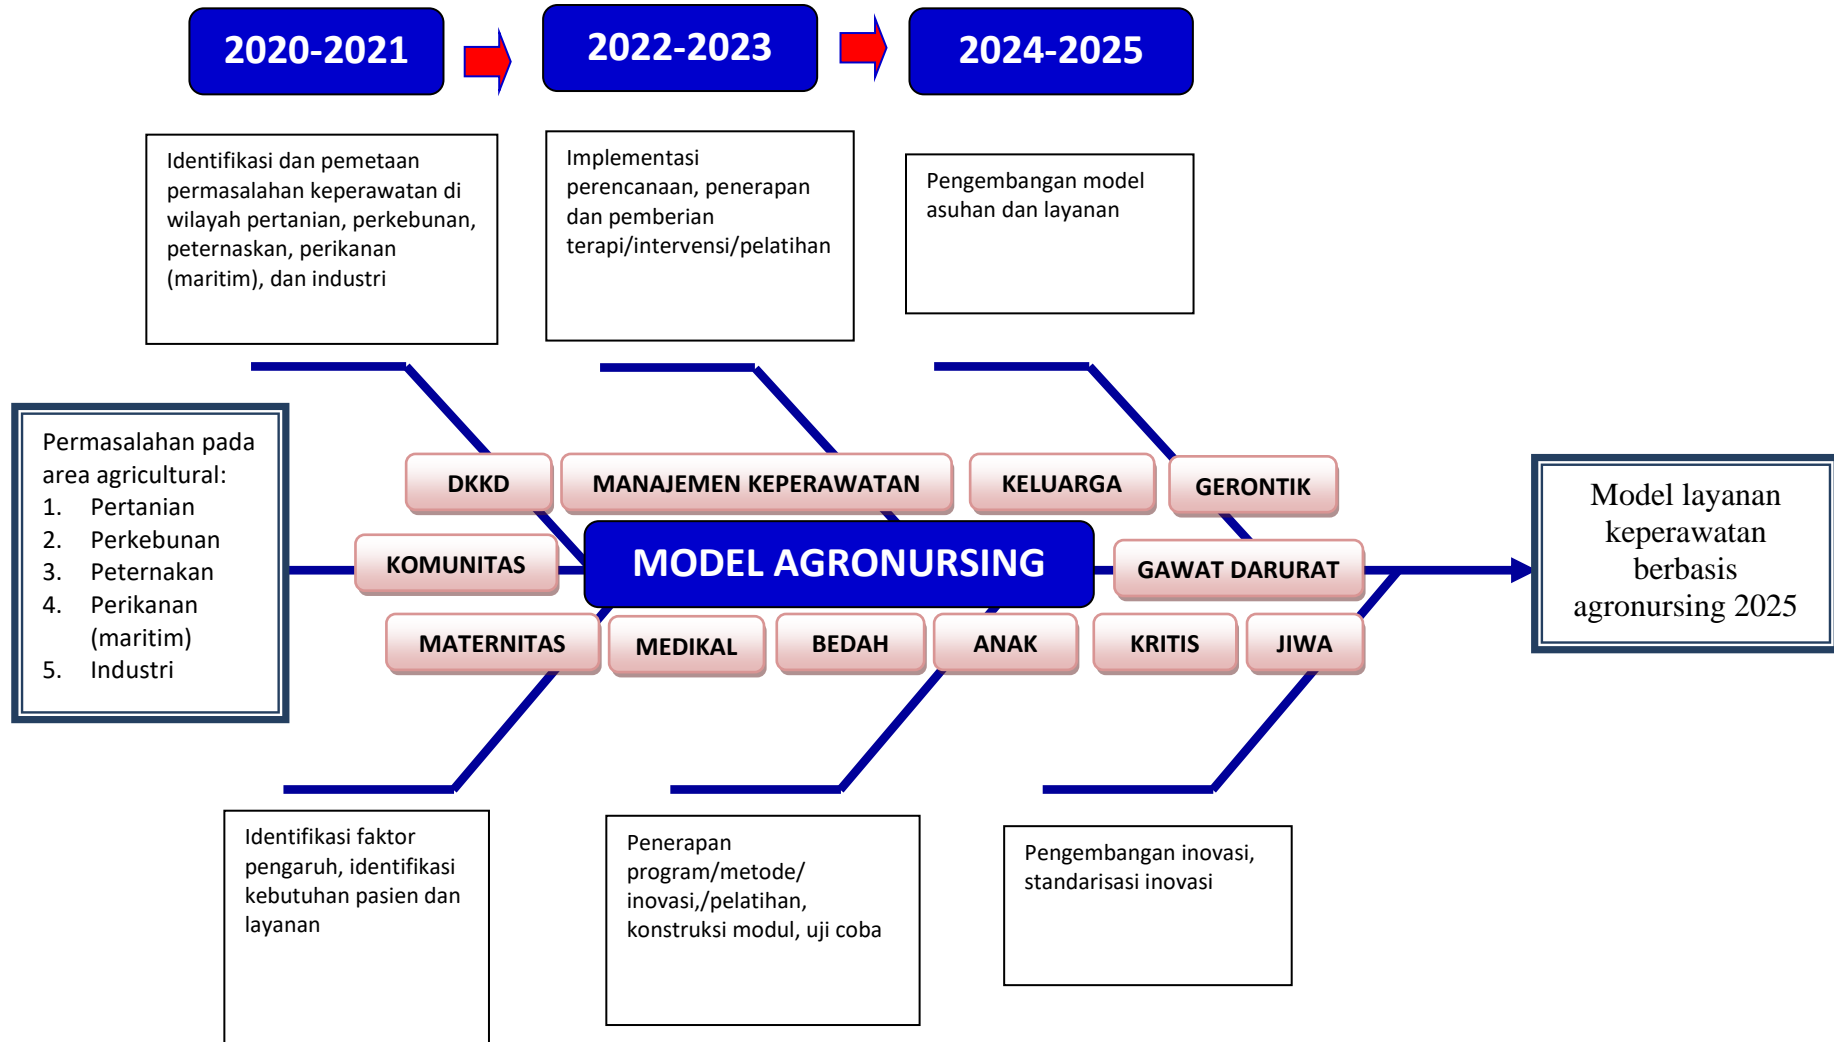 2020-2021
2022-2023
2024-2025
Identifikasi dan pemetaan
permasalahan keperawatan di
wilayah pertanian, perkebunan,
peternaskan, perikanan
(maritim), dan industri
Implementasi
perencanaan, penerapan
dan pemberian
terapi/intervensi/pelatihan
Pengembangan model
asuhan dan layanan
Permasalahan pada
area agricultural:
1. Pertanian
2. Perkebunan
3. Peternakan
4. Perikanan
(maritim)
5. Industri
DKKD
MANAJEMEN KEPERAWATAN
KELUARGA
GERONTIK
KOMUNITAS
MODEL AGRONURSING
GAWAT DARURAT
MATERNITAS
MEDIKAL
BEDAH
ANAK
KRITIS
JIWA
Model layanan
keperawatan
berbasis
agronursing 2025
Identifikasi faktor
pengaruh, identifikasi
kebutuhan pasien dan
layanan
Penerapan
program/metode/
inovasi,/pelatihan,
konstruksi modul, uji coba
Pengembangan inovasi,
standarisasi inovasi